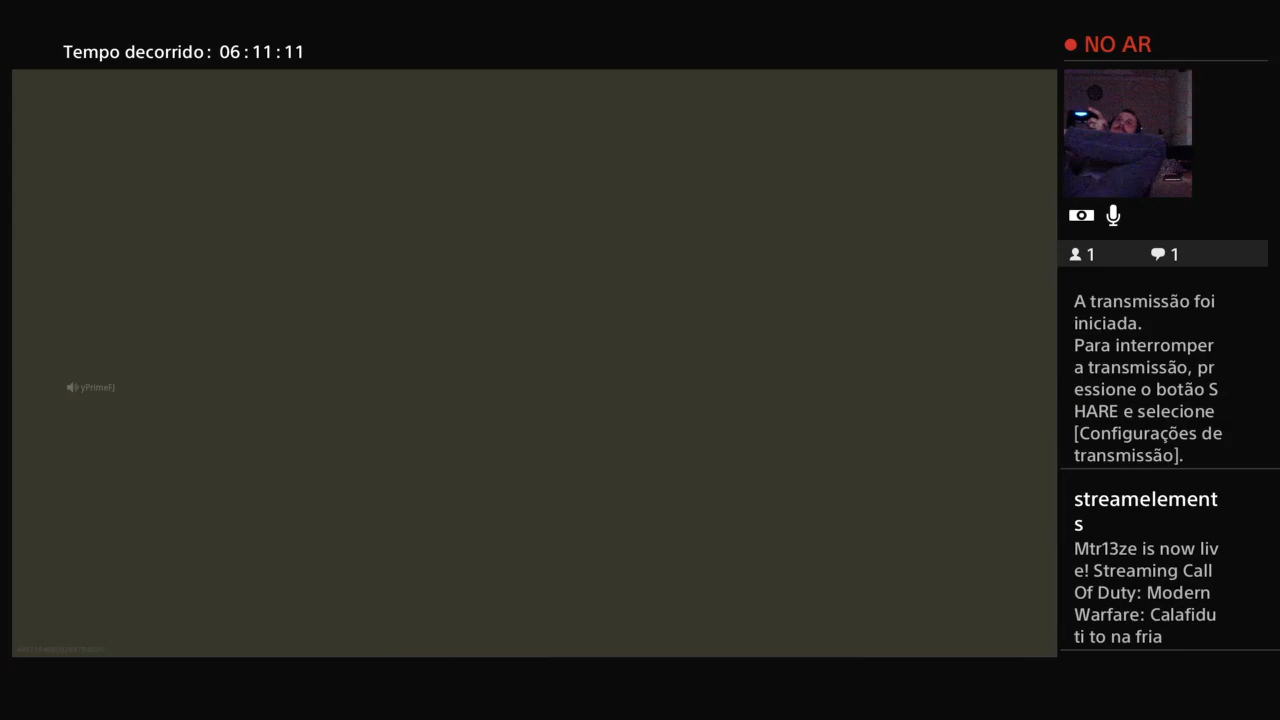 Tempo decorrido: 06:11:11
NO AR
1
1
A transmissão foi
iniciada.
Para interromper
a transmissão, pr
essione o botão S
HARE e selecione
[Configurações de
transmissão].
yPrimeFJ
streamelement
s
Mtr13ze is now liv
e! Streaming Call
Of Duty: Modern
Warfare: Calafidu
ti to na fria